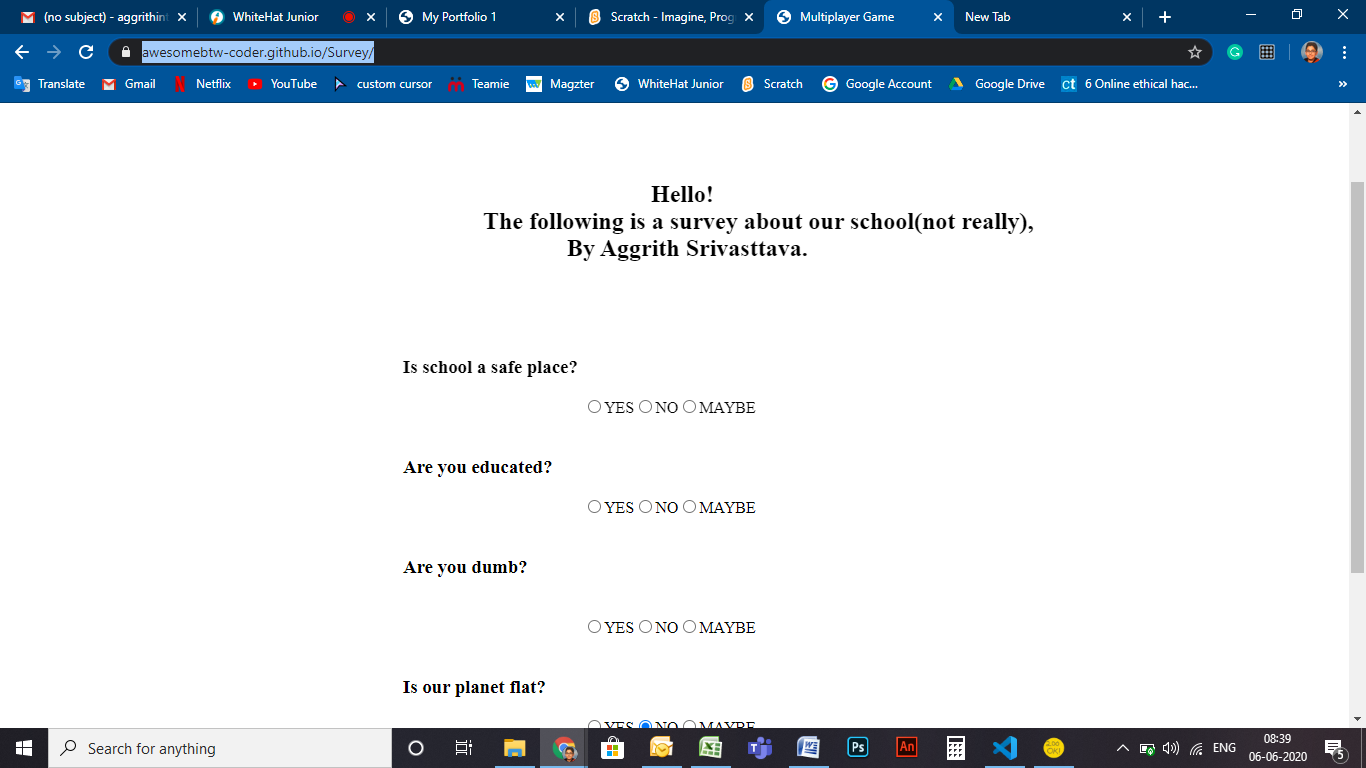 (no subject) - aggrithint
WhiteHat Junior
My Portfolio 1
Scratch - Imagine, Prog
Multiplayer Game
New Tab
awesomebtw-coder.github.io/Survey/
Translate
Gmail
Netflix
YouTube
custom cursor
Teamie
Magzter
WhiteHat Junior
Scratch
Google Account
Google Drive
ct
6 Online ethical hac...
»
Hello!
The following is a survey about our school(not really),
By Aggrith Srivasttava.
Is school a safe place?
YES NO MAYBE
Are you educated?
YES NO MAYBE
Are you dumb?
YES NO MAYBE
Is our planet flat?
YES NO MAYBE
Search for anything
Ps
An
ENG
08:39
06-06-2020
5